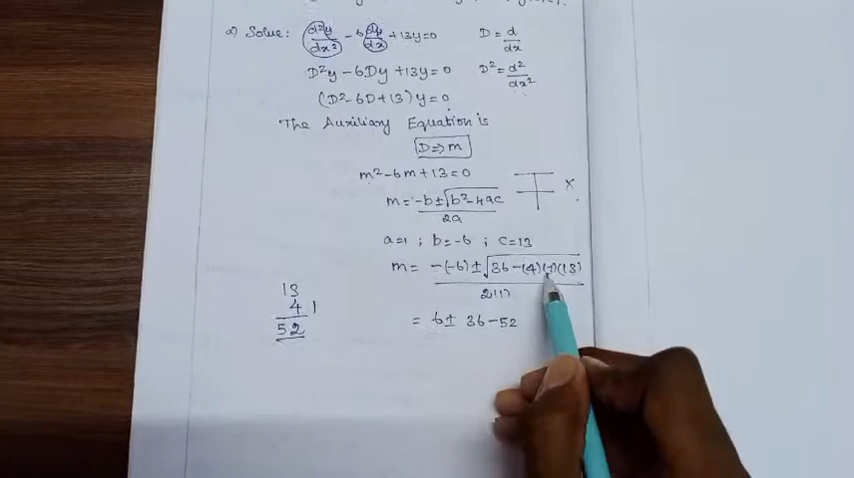 a) Solve: d²y/dx² - 6 dy/dx + 13y = 0   D = d/dx
D²y - 6Dy + 13y = 0   D² = d²/dx²
(D² - 6D + 13) y = 0
The Auxiliary Equation is
D ⇒ m
m² - 6m + 13 = 0
m = -b ± √b² - 4ac / 2a   X
a=1 ; b = -6 ; c = 13
m = -(-6) ± √36 - (4)(1)(13) / 2(1)
13
4 1
52
= 6 ± 36 - 52